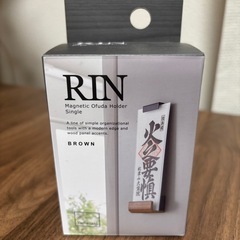 RIN
Magnetic Ofuda Holder
Single
A line of simple organizational
tools with a modern edge and
wood panel accents.
BROWN
火迺要慎